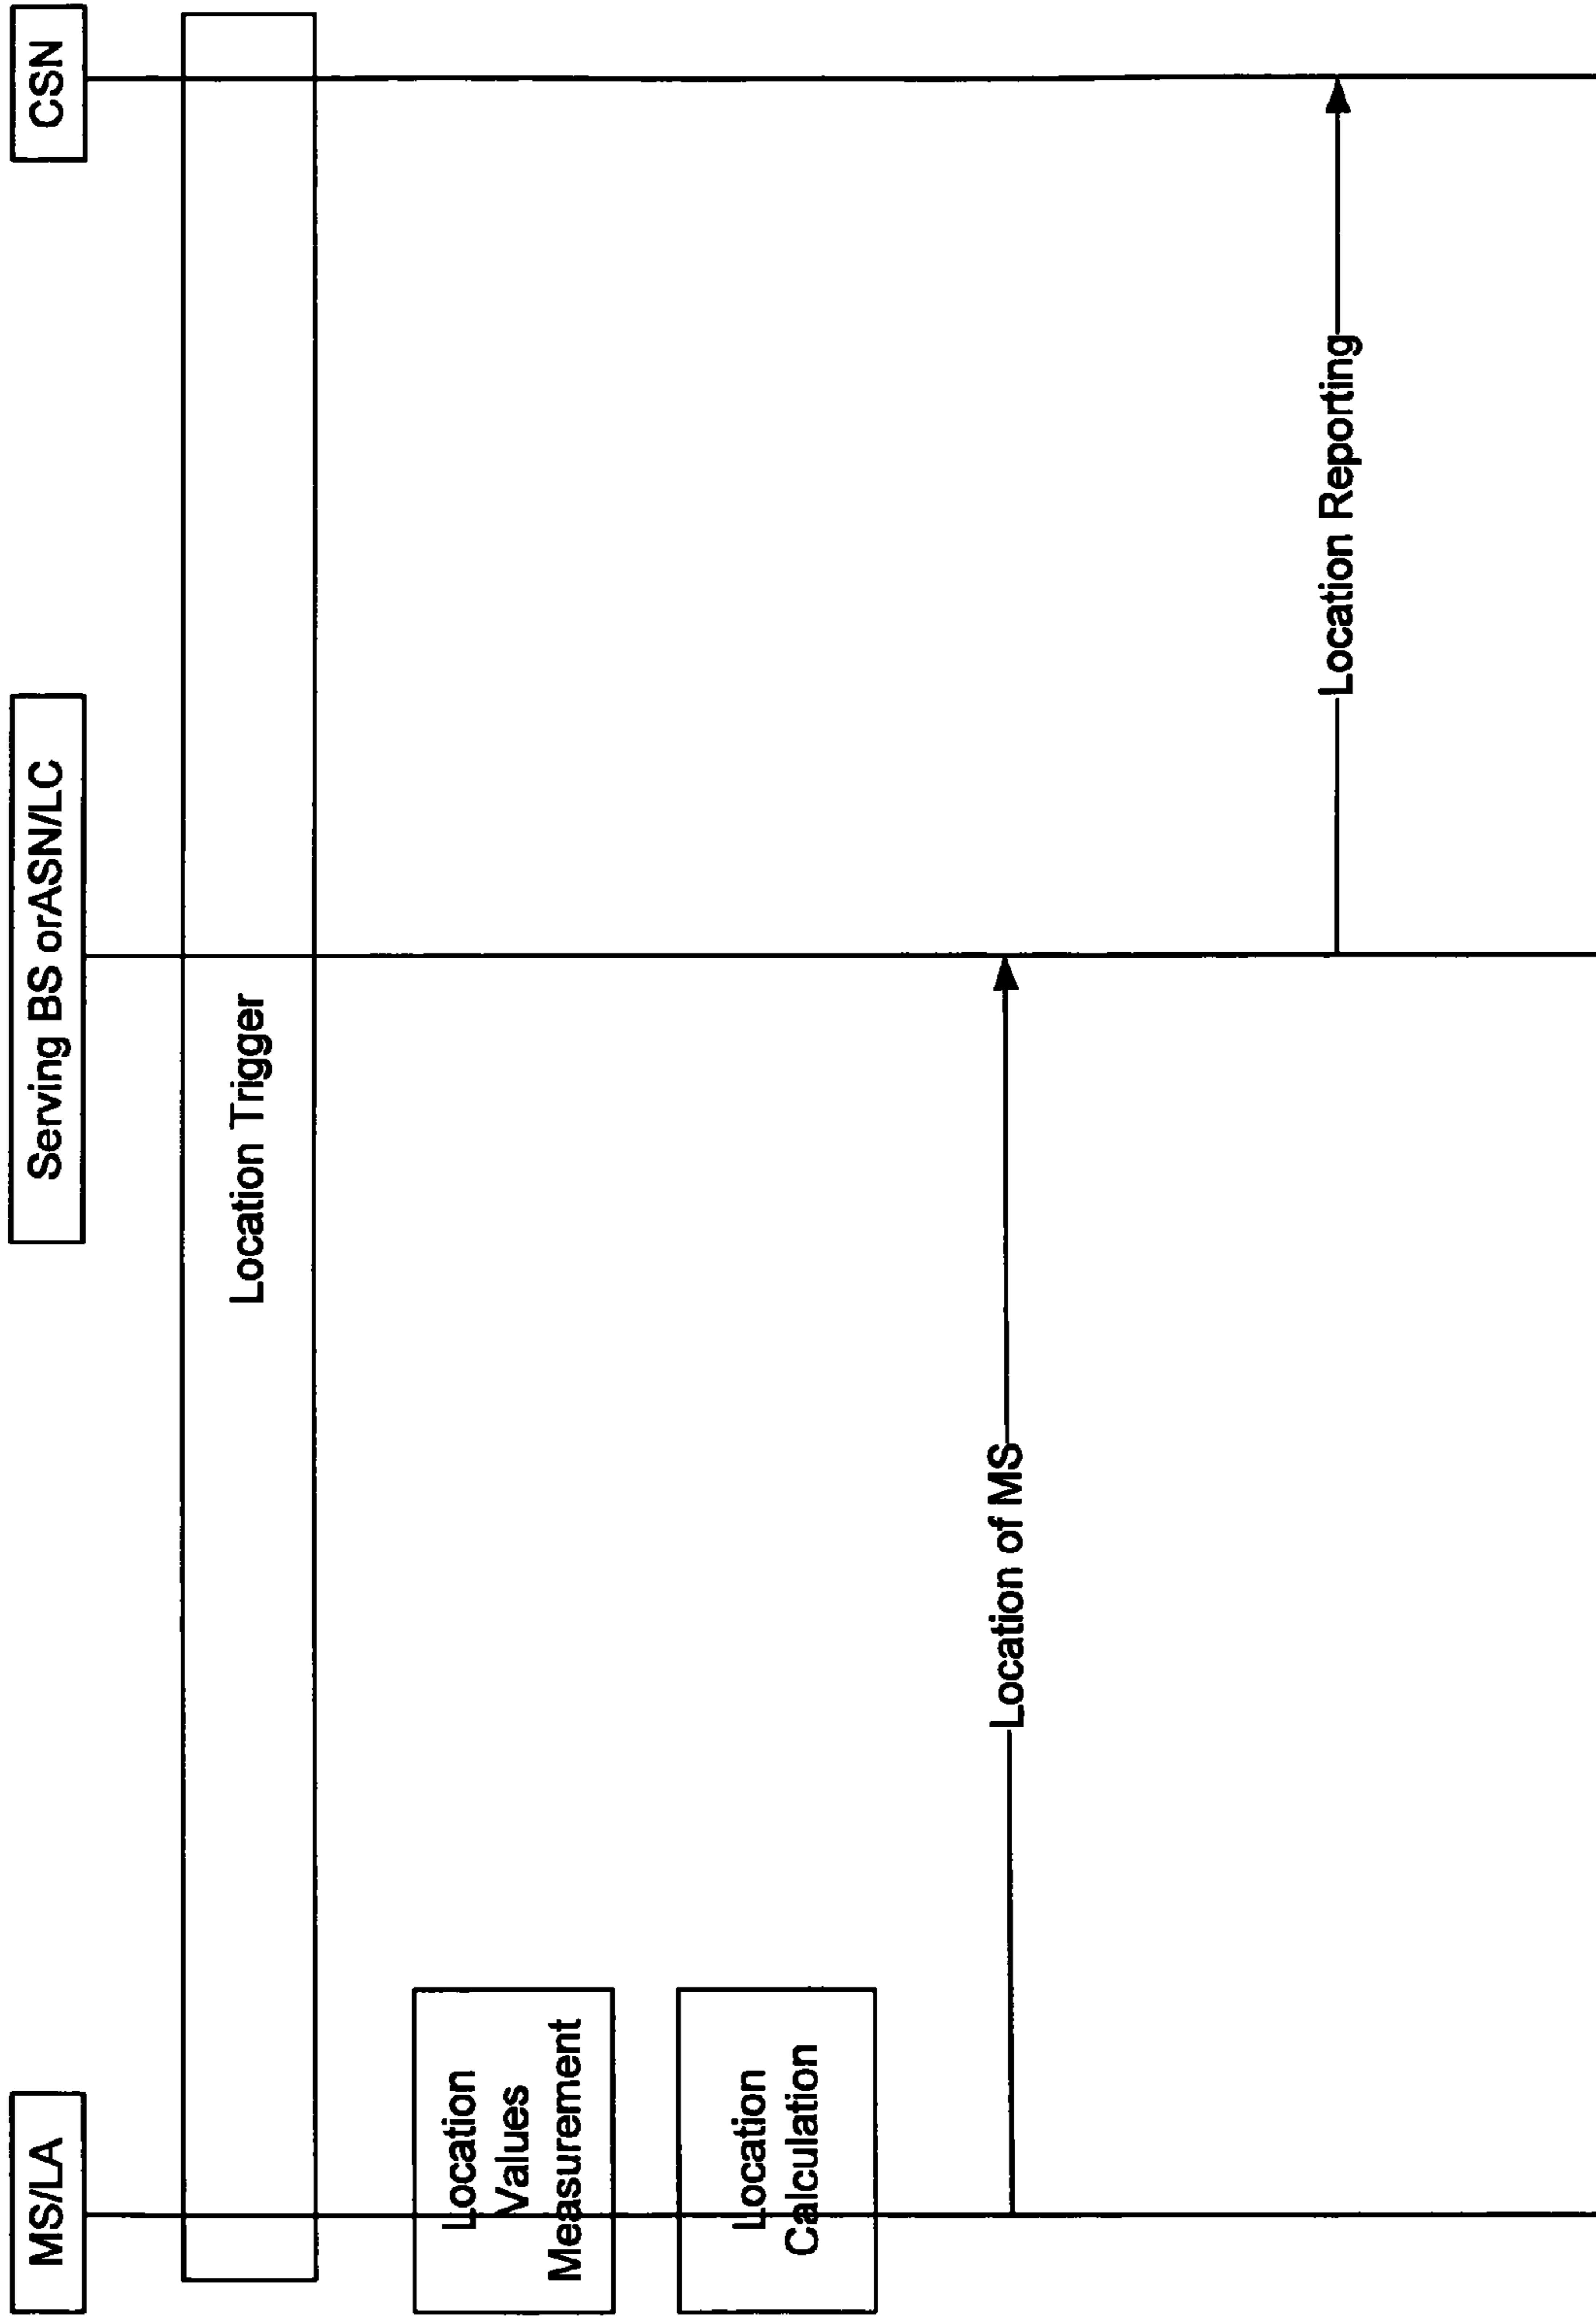 MS/LA
Serving BS orASN/LC
CSN
Location Trigger
Location
Values
Measurement
Location
Calculation
Location of MS
Location Reporting